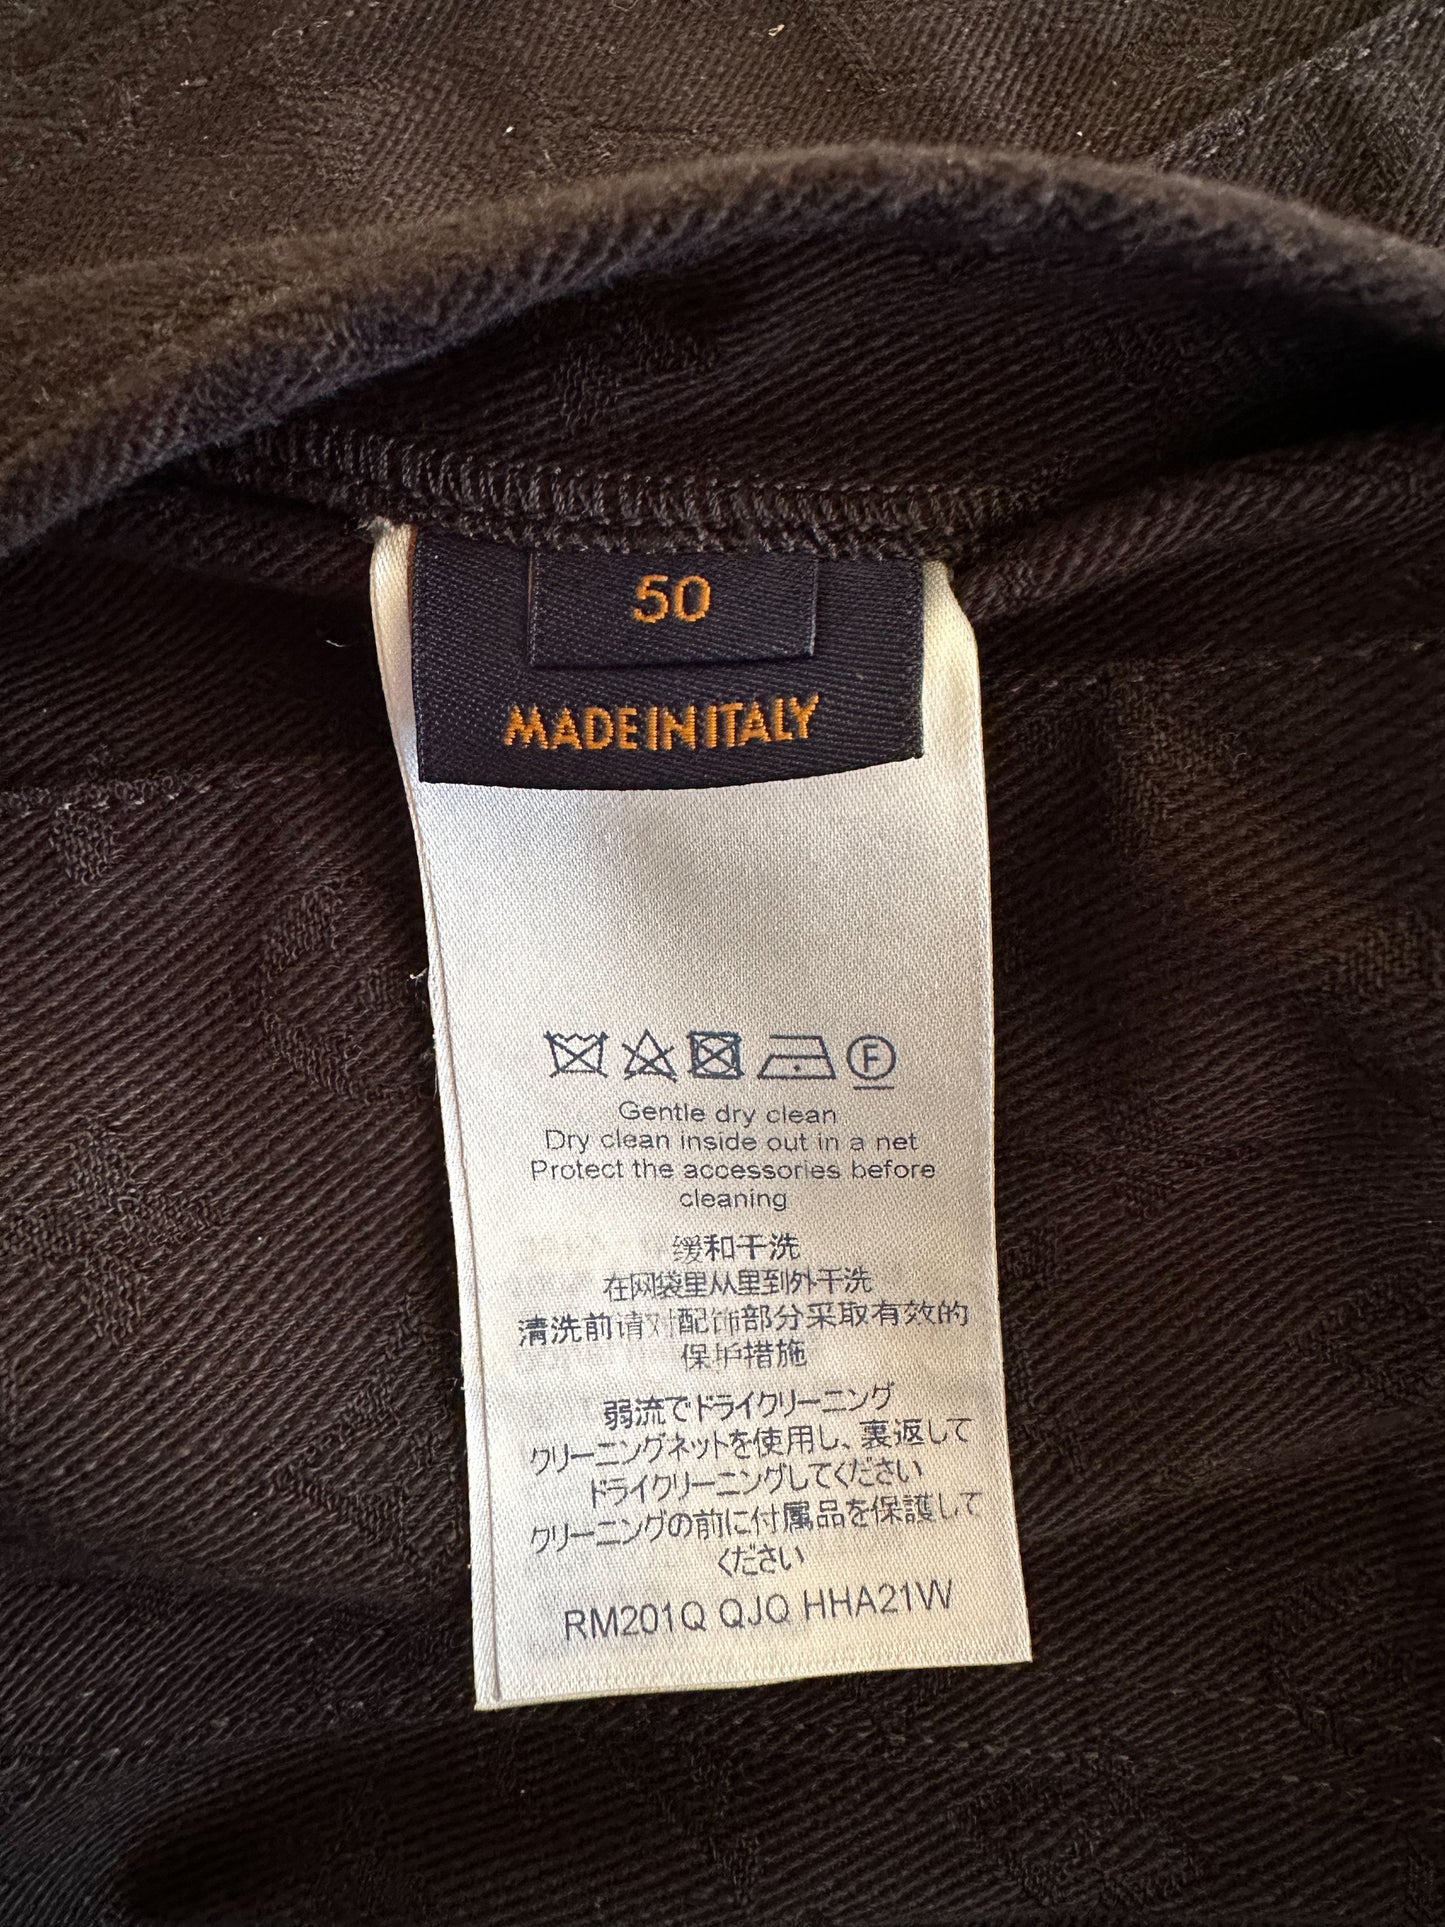 50
MADE IN ITALY
F
Gentle dry clean
Dry clean inside out in a net
Protect the accessories before
cleaning
缓和干洗
在网袋里从里到外干洗
清洗前请对配饰部分采取有效的
保护措施
弱流でドライクリーニング
クリーニングネットを使用し、裏返して
ドライクリーニングしてください
クリーニングの前に付属品を保護して
ください
RM201Q QJQ HHA21W